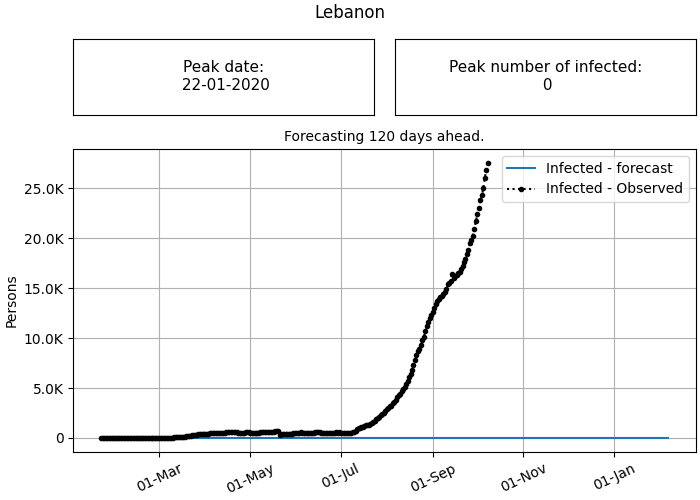 Lebanon
Peak date:
22-01-2020
Peak number of infected:
0
Forecasting 120 days ahead.
Infected - forecast
Infected - Observed
25.0K
20.0K
15.0K
10.0K
5.0K
0
Persons
01-Mar
01-May
01-Jul
01-Sep
01-Nov
01-Jan